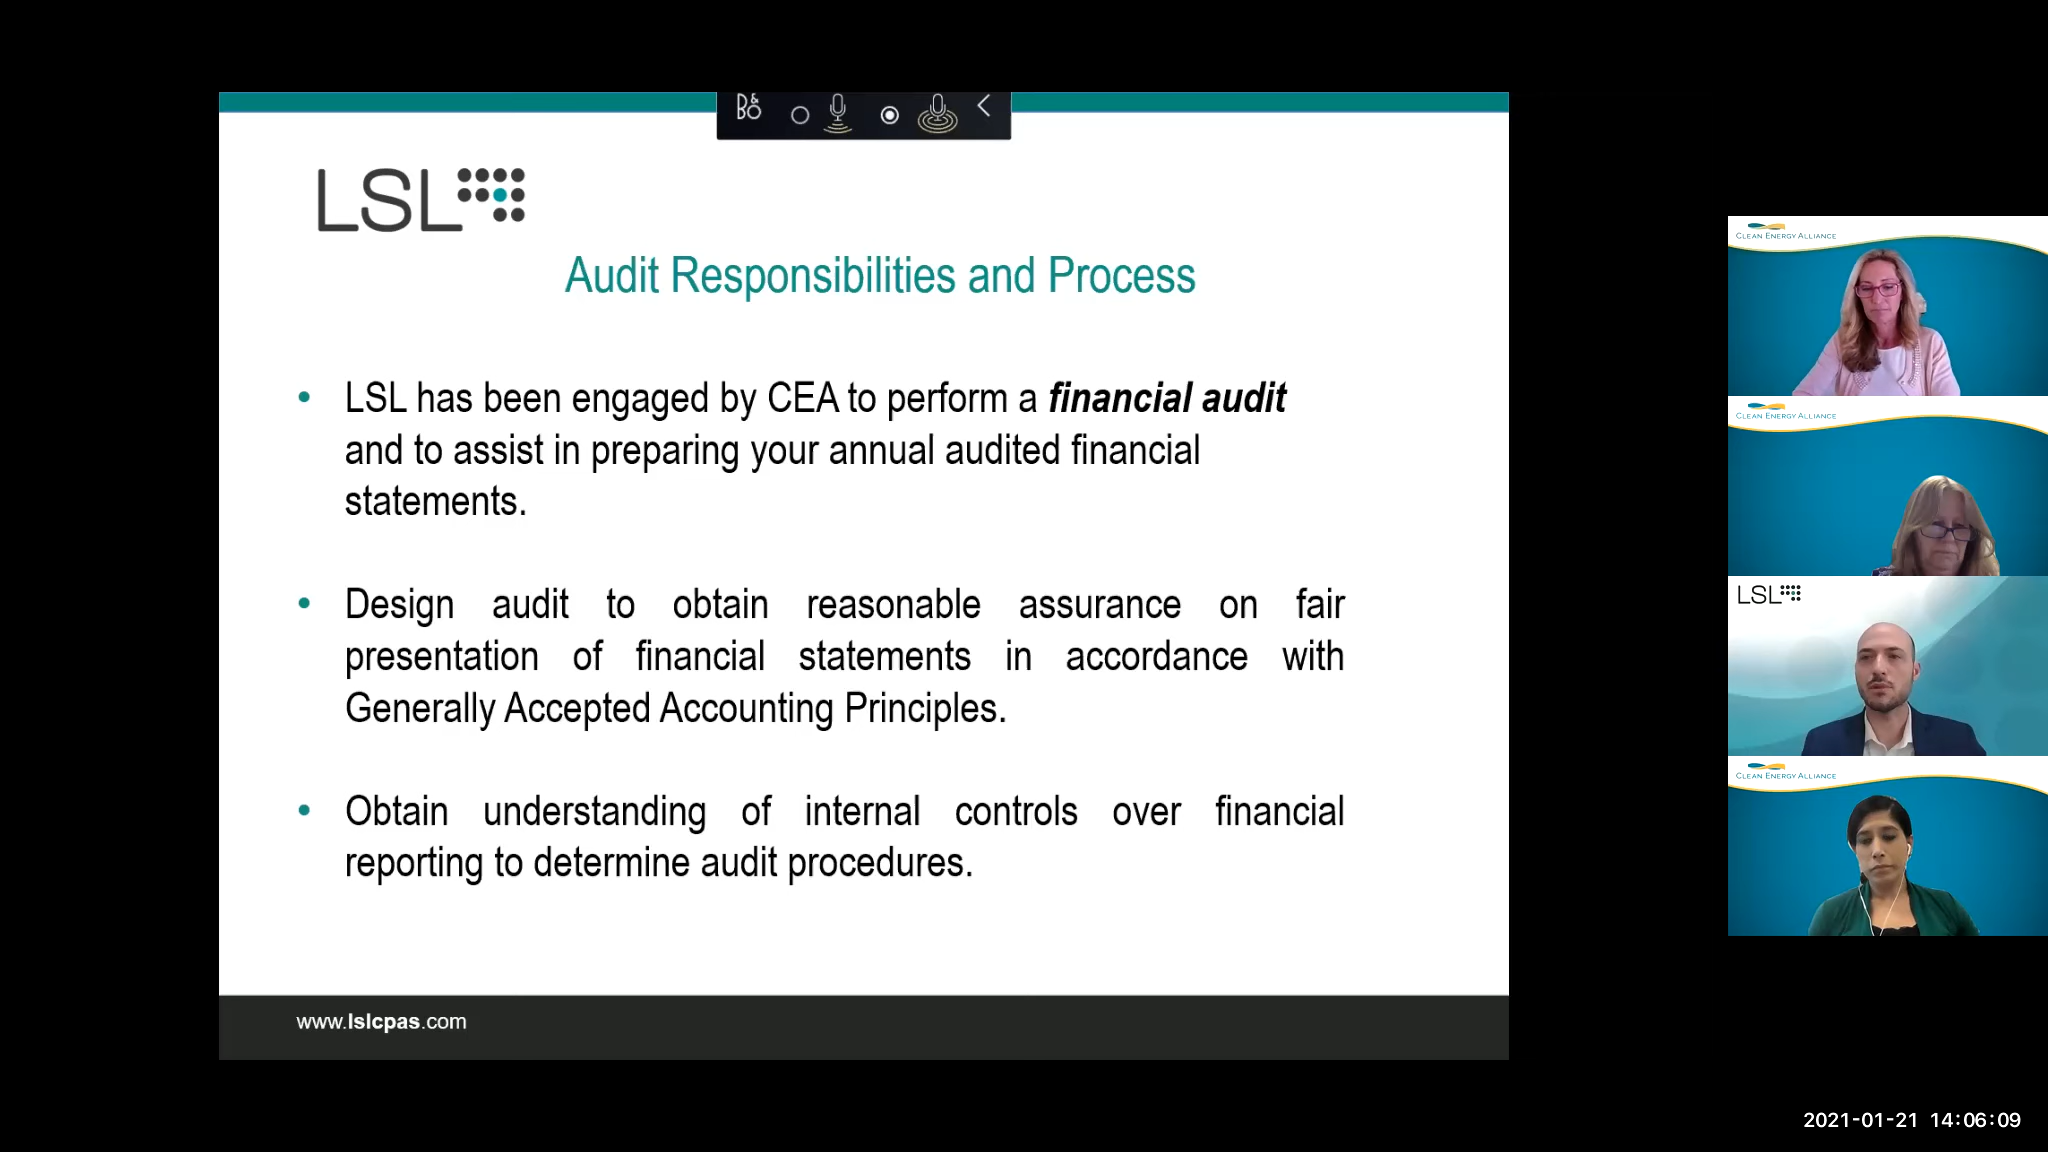 B&O
LSL
Audit Responsibilities and Process
• LSL has been engaged by CEA to perform a financial audit
and to assist in preparing your annual audited financial
statements.
• Design audit to obtain reasonable assurance on fair
presentation of financial statements in accordance with
Generally Accepted Accounting Principles.
• Obtain understanding of internal controls over financial
reporting to determine audit procedures.
www.lslcpas.com
CLEAN ENERGY ALLIANCE
CLEAN ENERGY ALLIANCE
LSL
CLEAN ENERGY ALLIANCE
2021-01-21 14:06:09